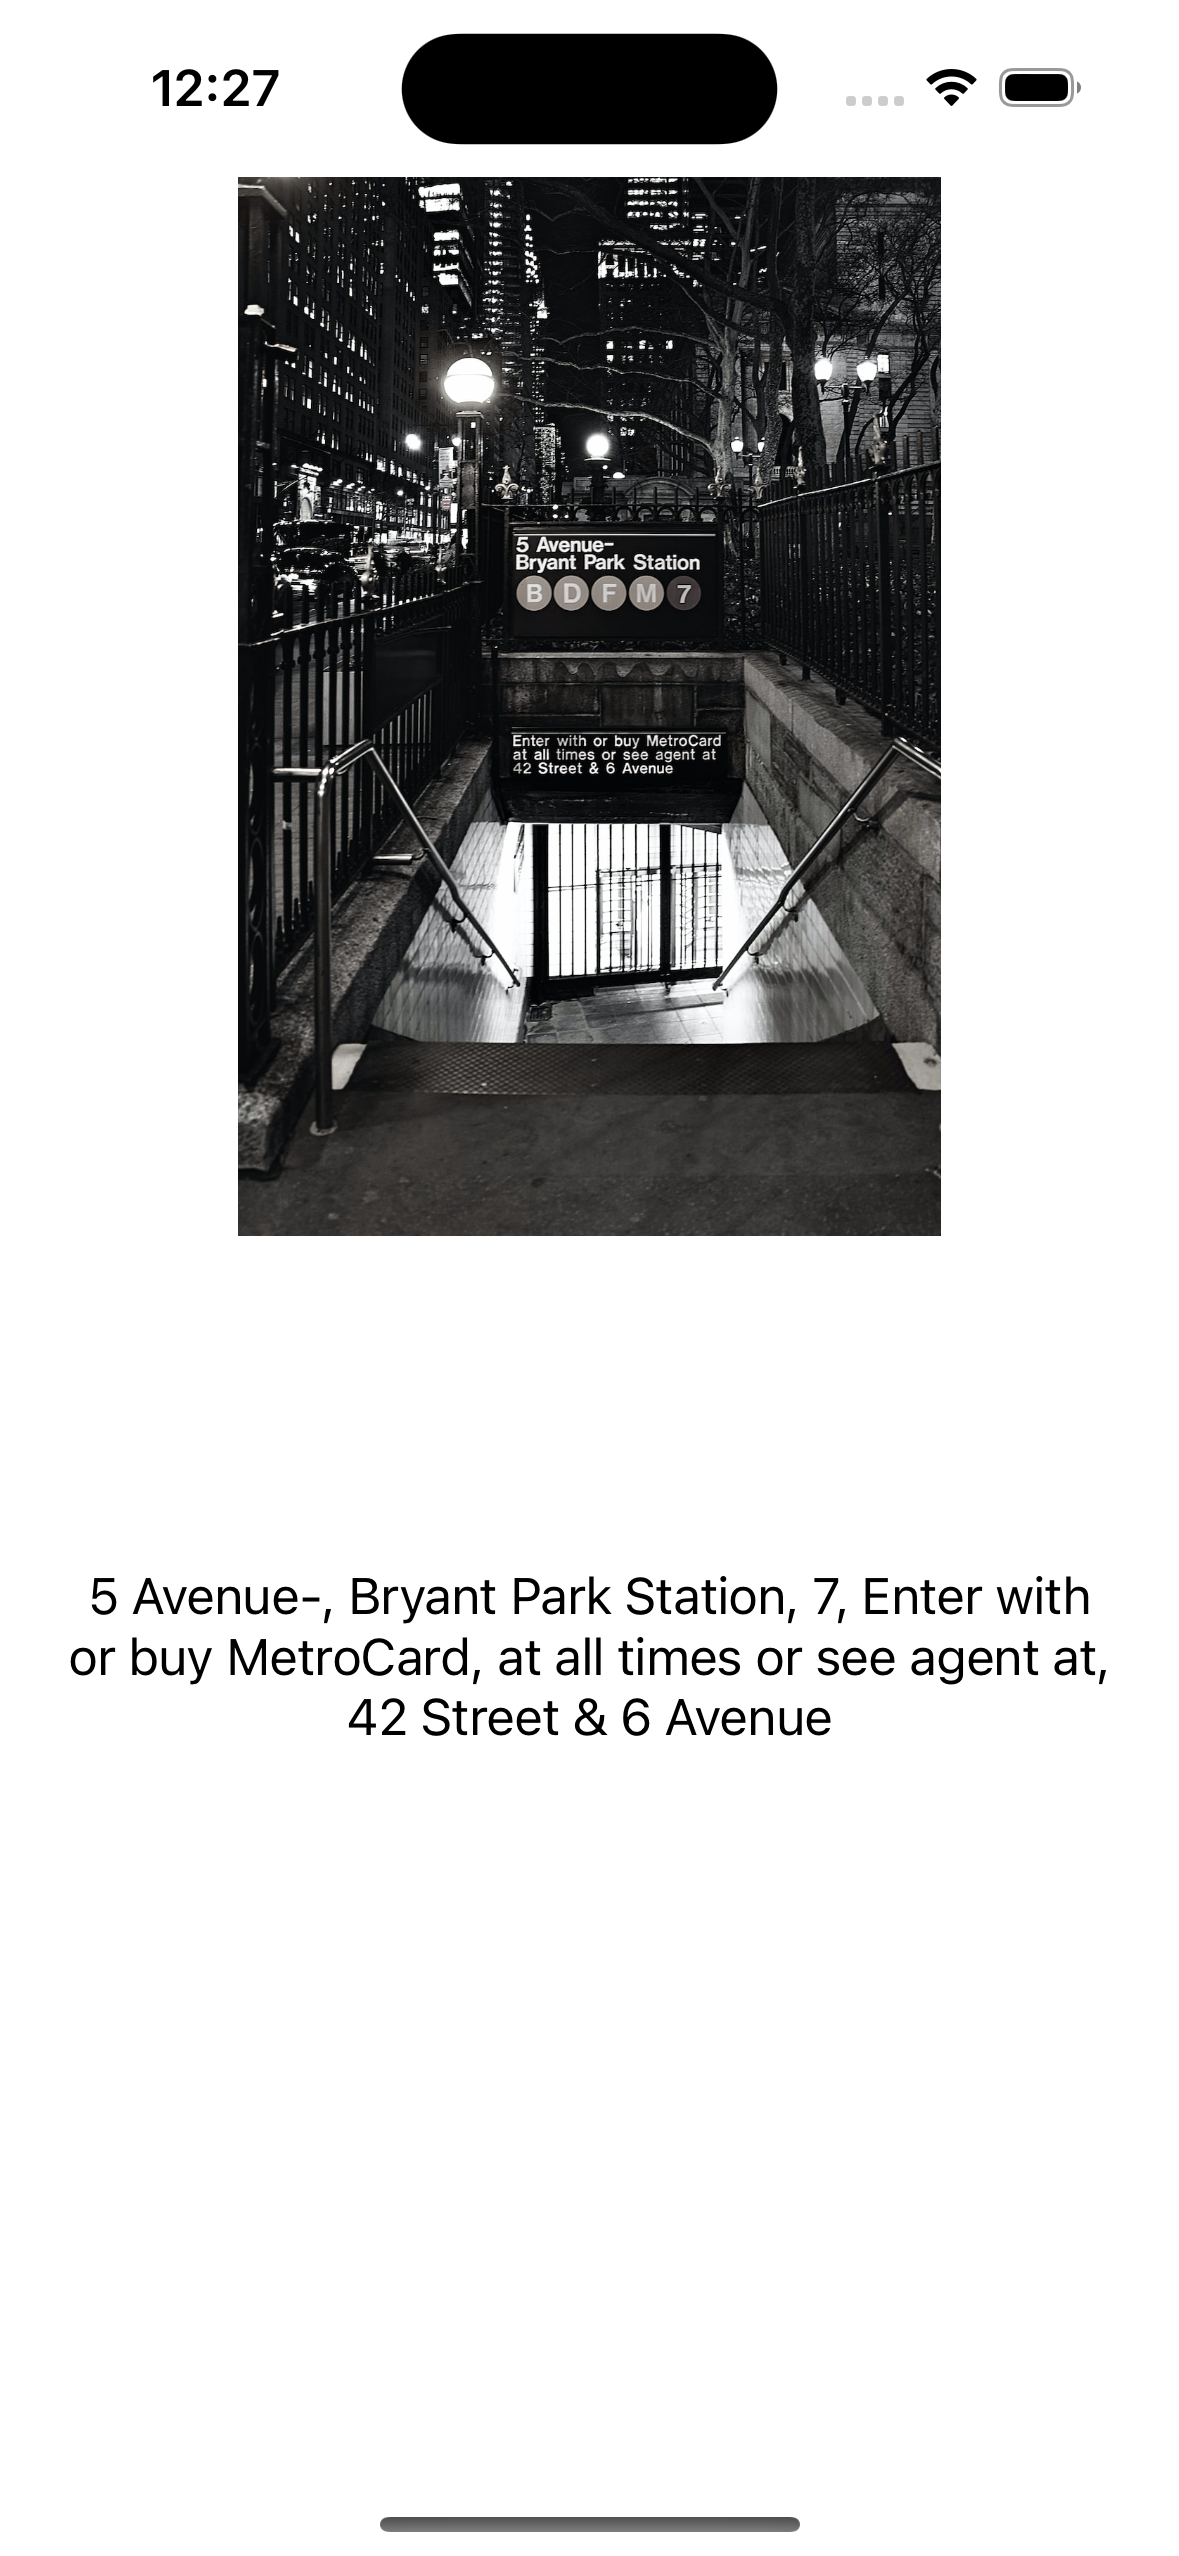 12:27
5 Avenue-
Bryant Park Station
B D F M 7
Enter with or buy MetroCard
at all times or see agent at
42 Street & 6 Avenue
5 Avenue-, Bryant Park Station, 7, Enter with
or buy MetroCard, at all times or see agent at,
42 Street & 6 Avenue